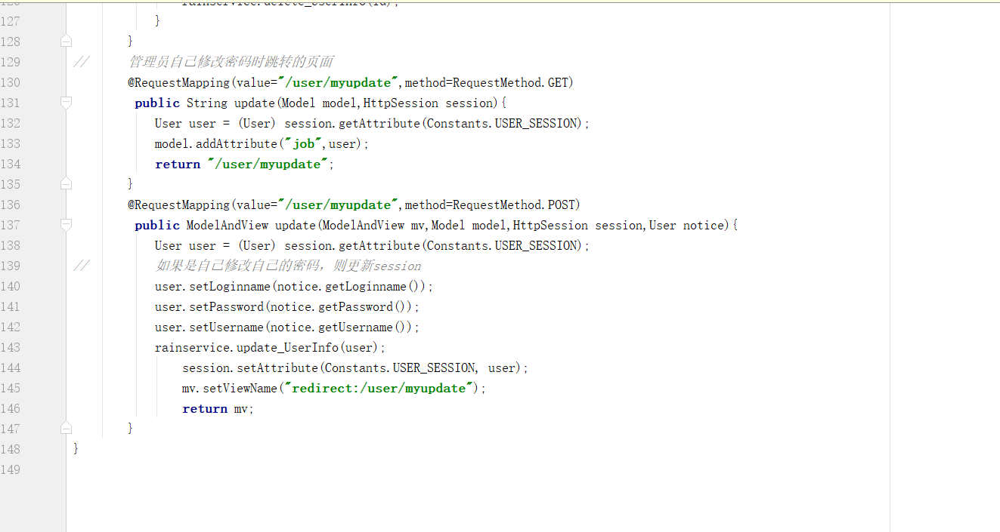 127 }
128 }
129 // 管理员自己修改密码时跳转的页面
130 @RequestMapping(value="/user/myupdate",method=RequestMethod.GET)
131 public String update(Model model,HttpSession session){
132 User user = (User) session.getAttribute(Constants.USER_SESSION);
133 model.addAttribute("job",user);
134 return "/user/myupdate";
135 }
136 @RequestMapping(value="/user/myupdate",method=RequestMethod.POST)
137 public ModelAndView update(ModelAndView mv,Model model,HttpSession session,User notice){
138 User user = (User) session.getAttribute(Constants.USER_SESSION);
139 // 如果是自己修改自己的密码，则更新session
140 user.setLoginname(notice.getLoginname());
141 user.setPassword(notice.getPassword());
142 user.setUsername(notice.getUsername());
143 rainservice.update_UserInfo(user);
144 session.setAttribute(Constants.USER_SESSION, user);
145 mv.setViewName("redirect:/user/myupdate");
146 return mv;
147 }
148 }
149